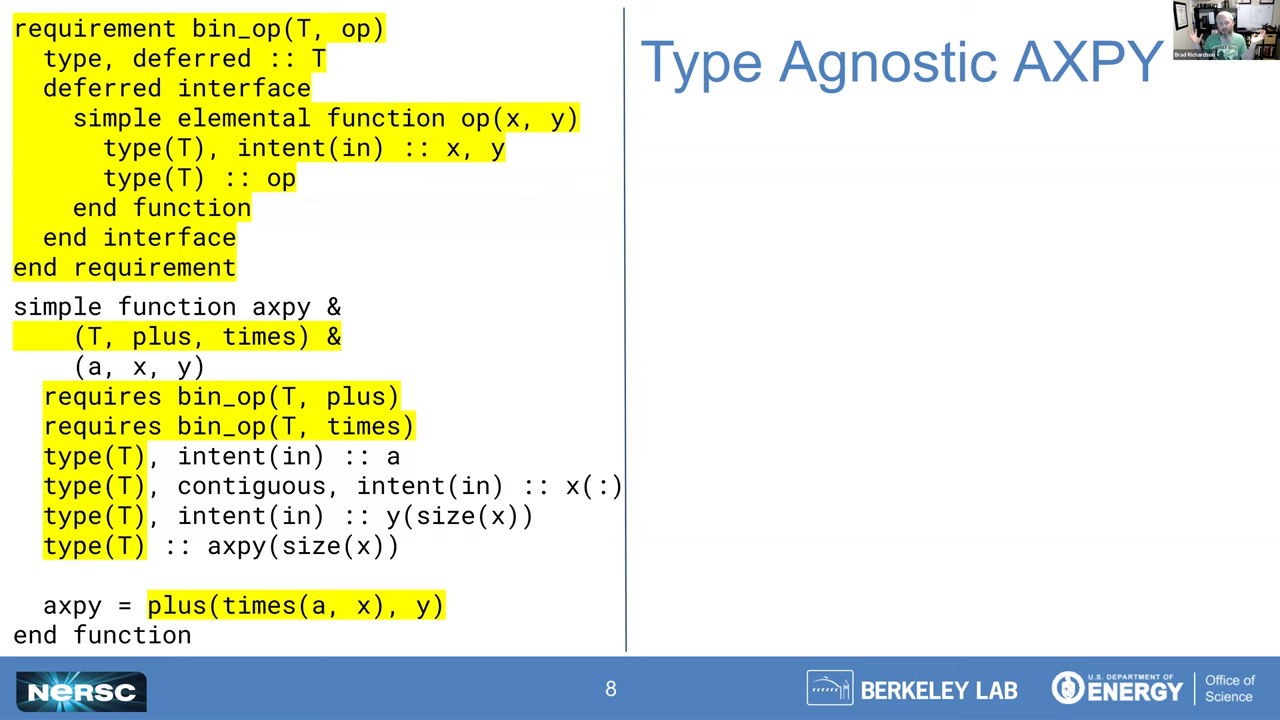 requirement bin_op(T, op)
type, deferred :: T
deferred interface
simple elemental function op(x, y)
type(T), intent(in) :: x, y
type(T) :: op
end function
end interface
end requirement
simple function axpy &
(T, plus, times) &
(a, x, y)
requires bin_op(T, plus)
requires bin_op(T, times)
type(T), intent(in) :: a
type(T), contiguous, intent(in) :: x(:)
type(T), intent(in) :: y(size(x))
type(T) :: axpy(size(x))
axpy = plus(times(a, x), y)
end function
Type Agnostic AXPY
Brad Richardson
NERSC
8
BERKELEY LAB
U.S. DEPARTMENT OF
ENERGY
Office of
Science